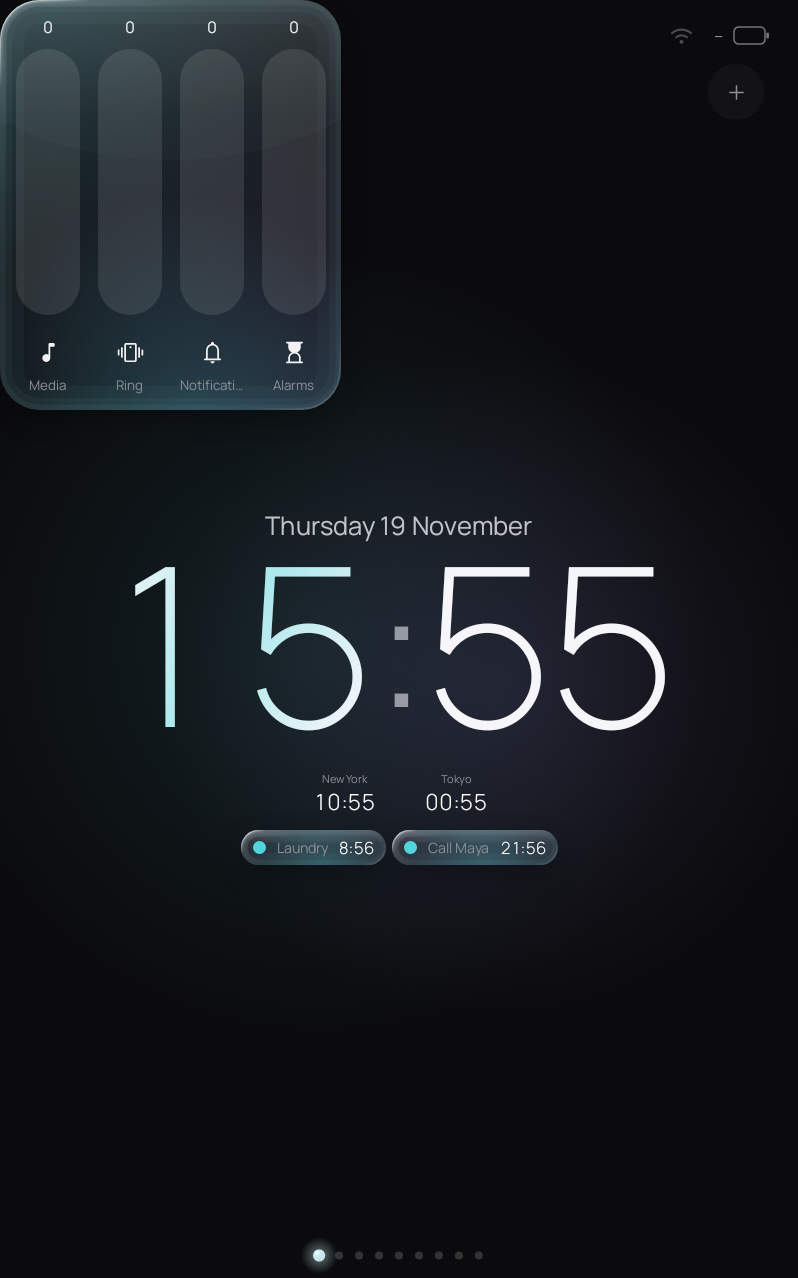 0 0 0 0
–
+
Media Ring Notificati... Alarms
Thursday 19 November
15:55
New York Tokyo
10:55 00:55
Laundry 8:56 Call Maya 21:56